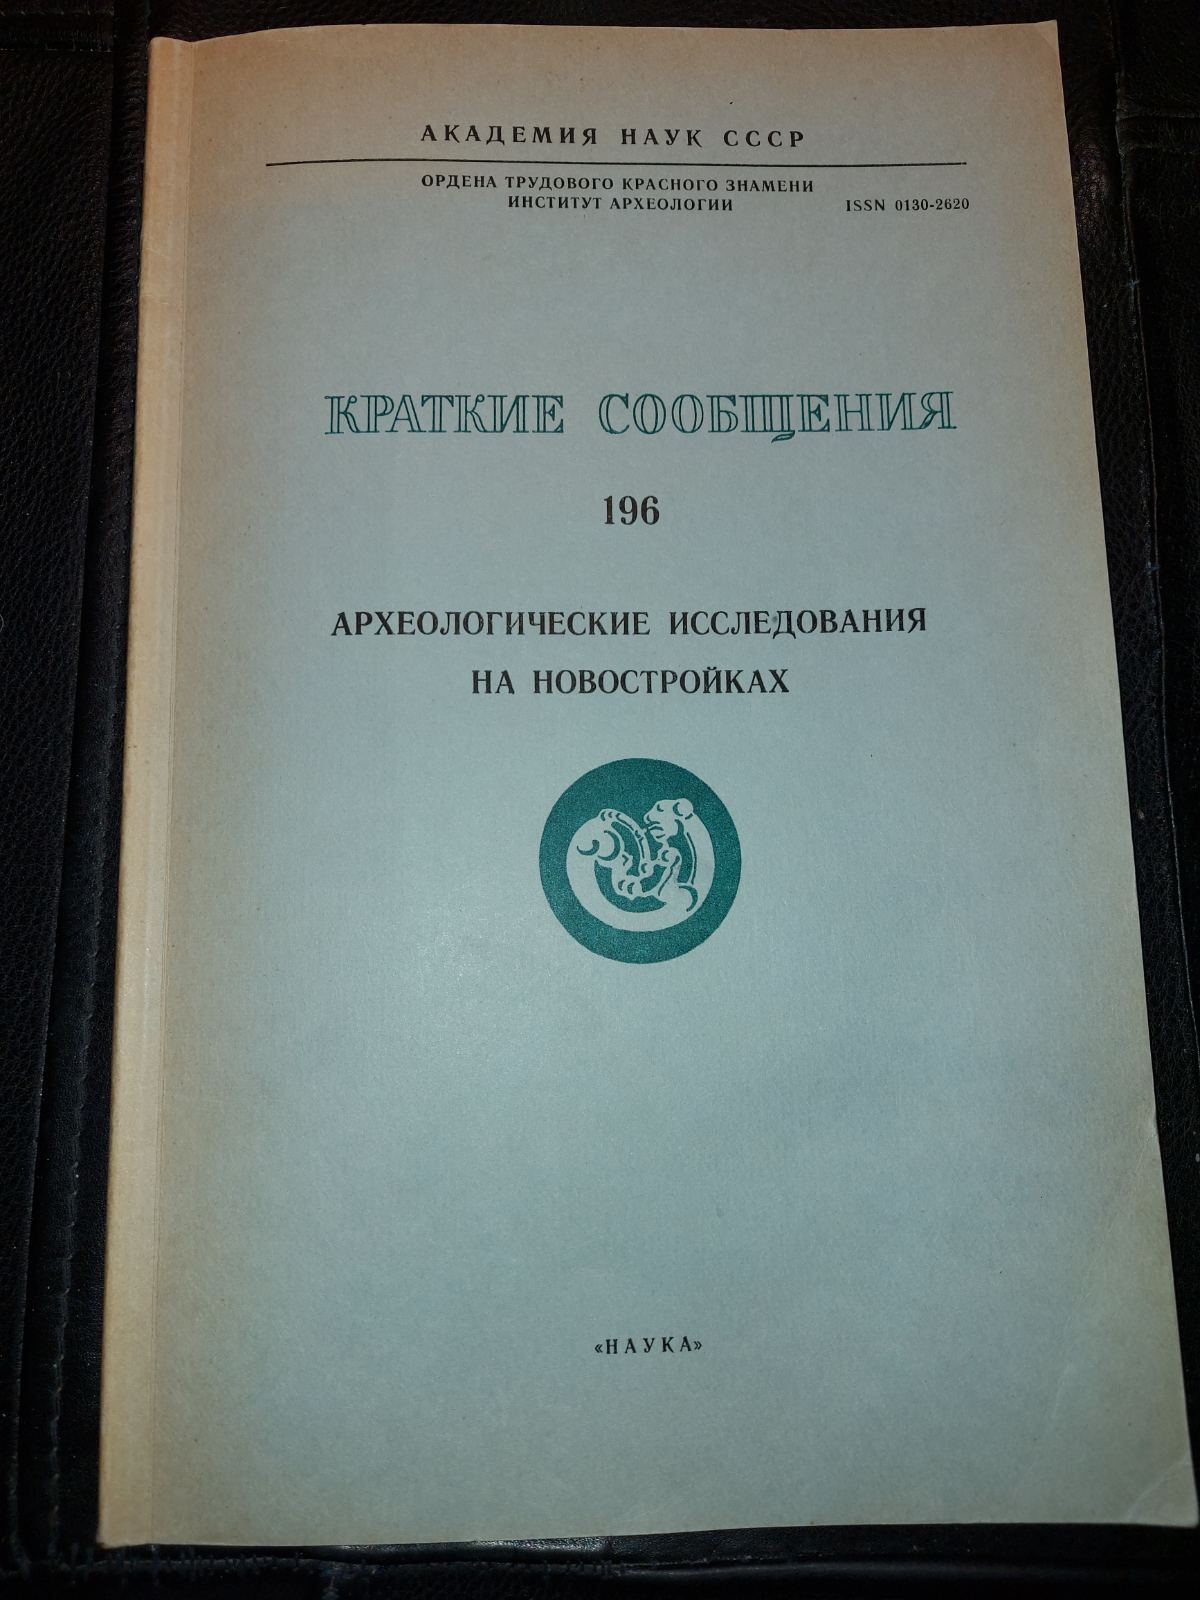 АКАДЕМИЯ НАУК СССР
ОРДЕНА ТРУДОВОГО КРАСНОГО ЗНАМЕНИ
ИНСТИТУТ АРХЕОЛОГИИ
ISSN 0130-2620
КРАТКИЕ СООБЩЕНИЯ
196
АРХЕОЛОГИЧЕСКИЕ ИССЛЕДОВАНИЯ
НА НОВОСТРОЙКАХ
«НАУКА»